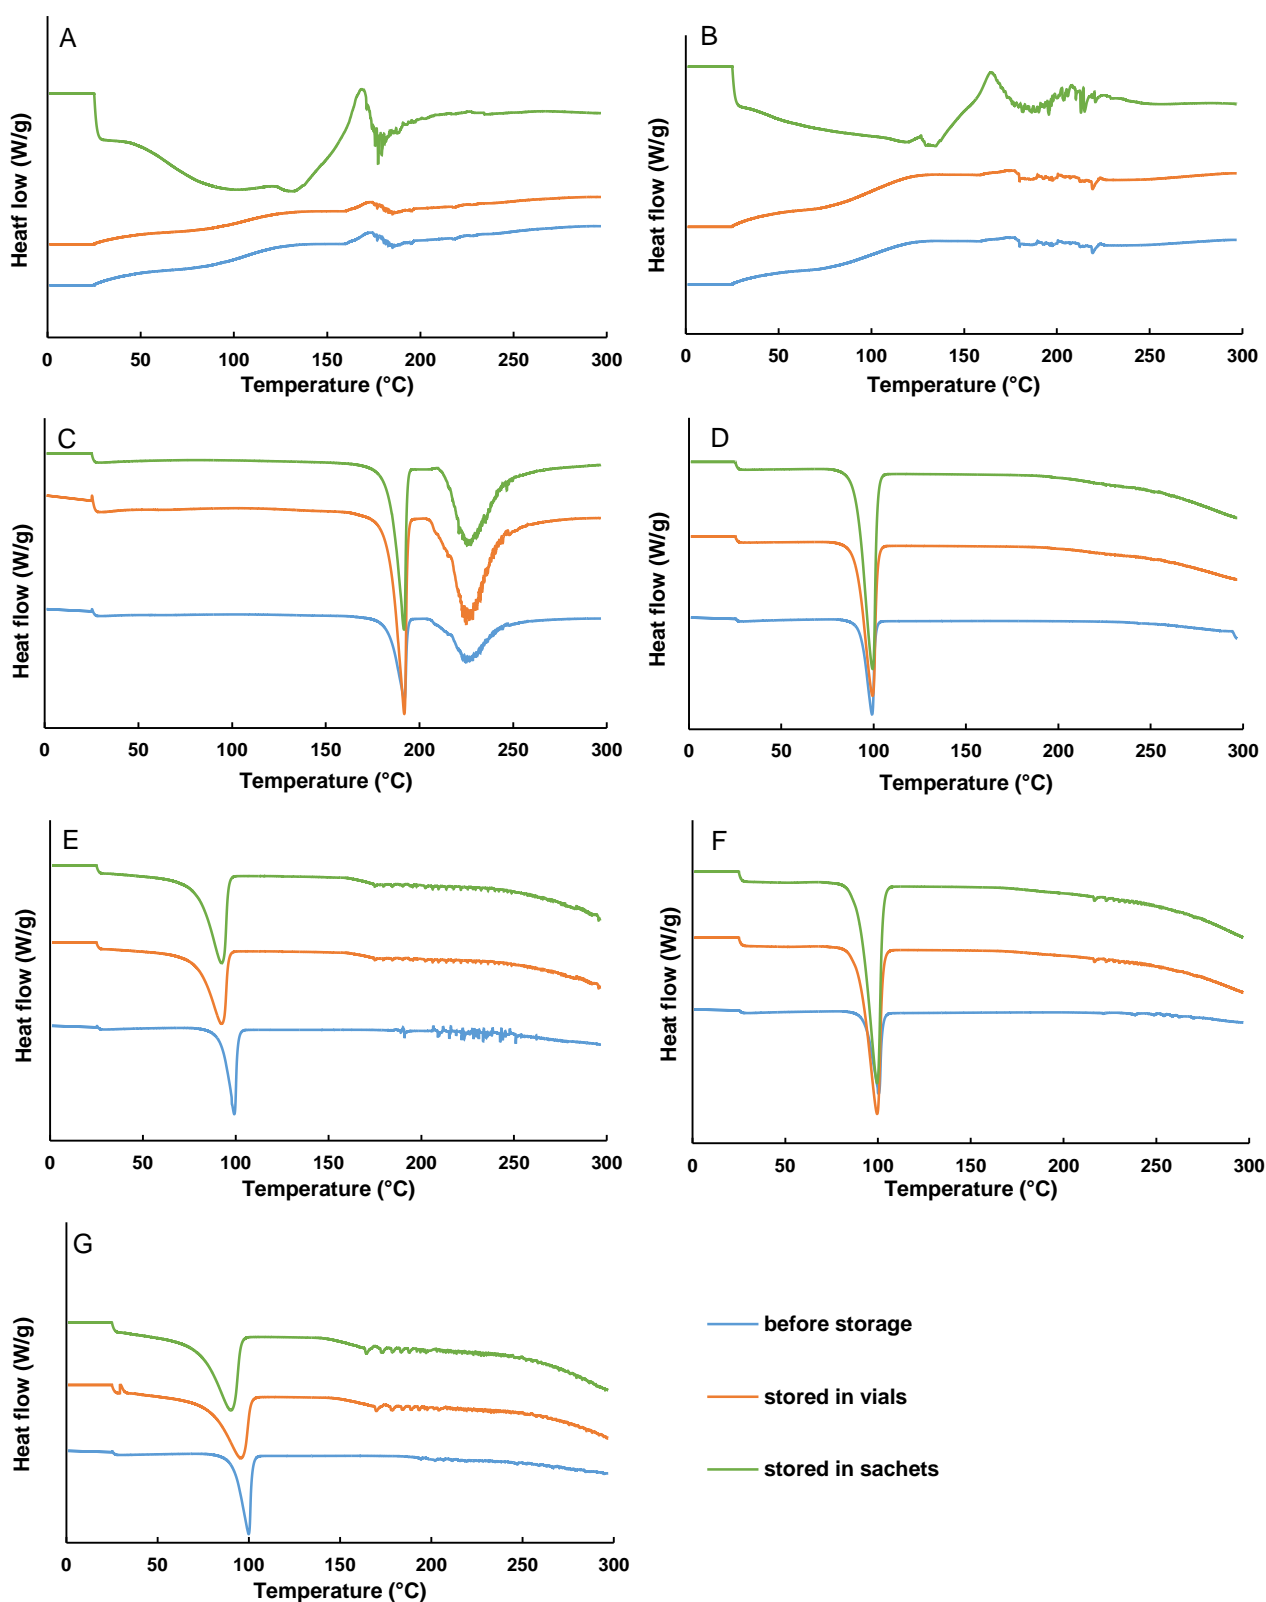 A
Heatf low (W/g)
0 50 100 150 200 250 300
Temperature (°C)
B
Heat flow (W/g)
0 50 100 150 200 250 300
Temperature (°C)
C
Heat flow (W/g)
0 50 100 150 200 250 300
Temperature (°C)
D
Heat flow (W/g)
0 50 100 150 200 250 300
Temperature (°C)
E
Heat flow (W/g)
0 50 100 150 200 250 300
Temperature (°C)
F
Heat flow (W/g)
0 50 100 150 200 250 300
Temperature (°C)
G
Heat flow (W/g)
0 50 100 150 200 250 300
Temperature (°C)
before storage
stored in vials
stored in sachets